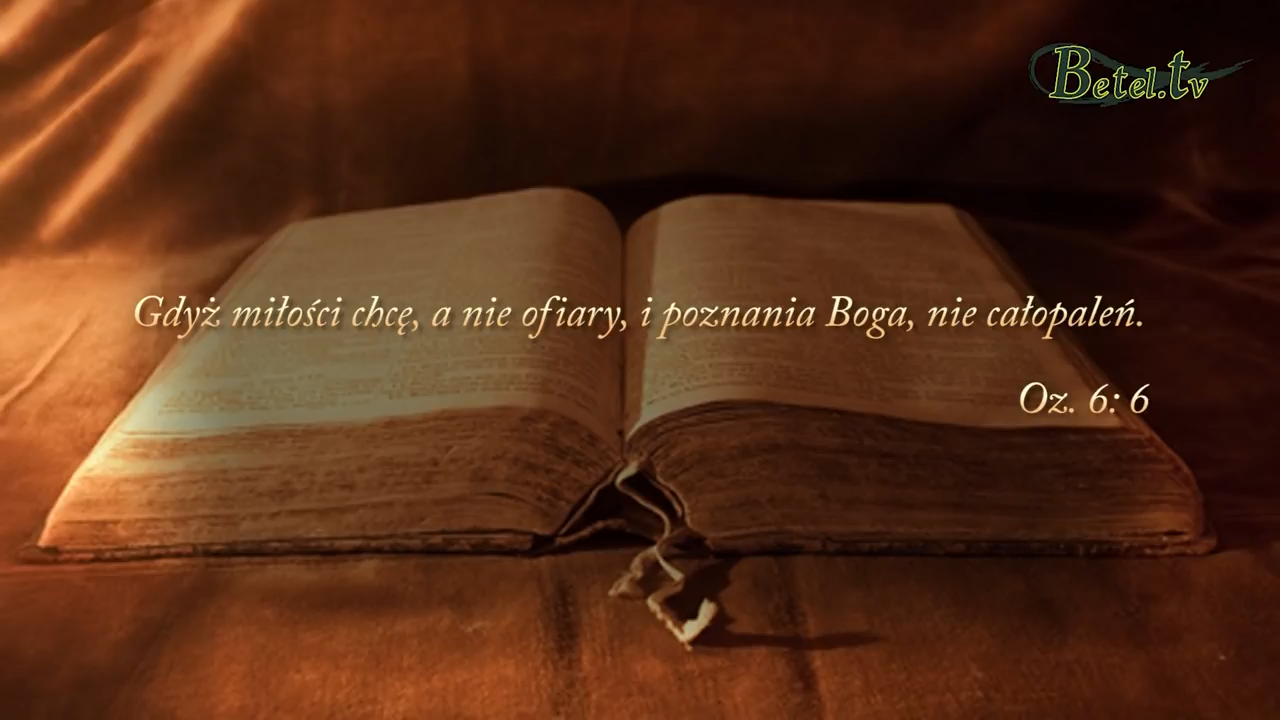 Betel.tv
Gdyż miłości chcę, a nie ofiary, i poznania Boga, nie całopaleń.
Oz. 6: 6